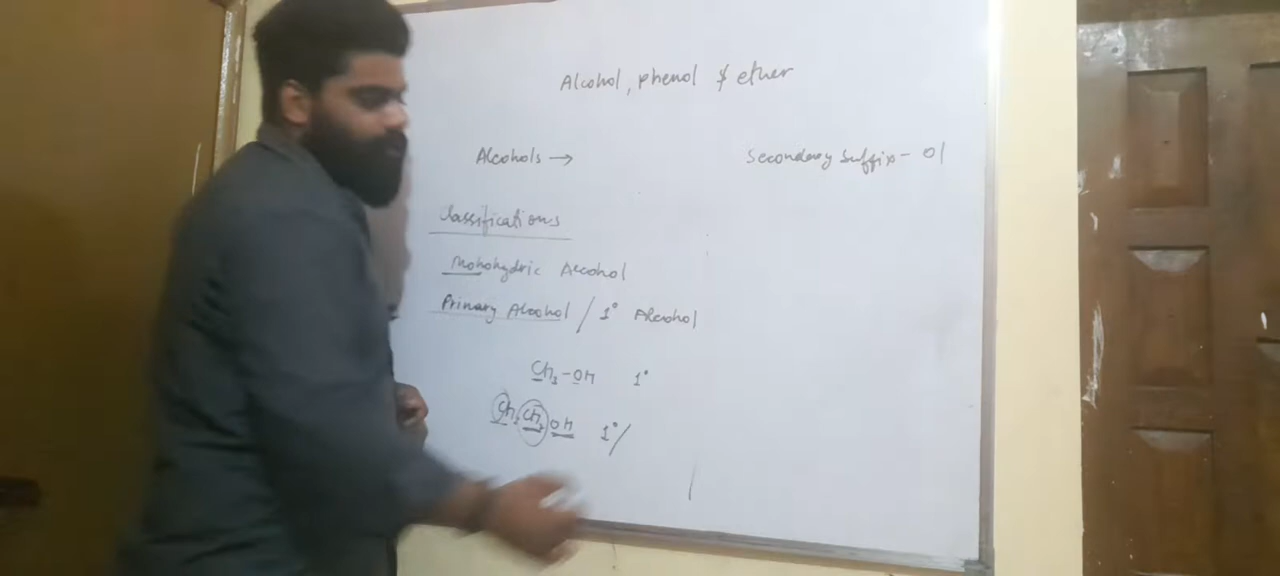 Alcohol, phenol & ether
Alcohols → Secondary Suffix - ol
Classifications
Monohydric Alcohol
Primary Alcohol / 1° Alcohol
CH₃-OH 1°
CH₃CH₂OH 1°/